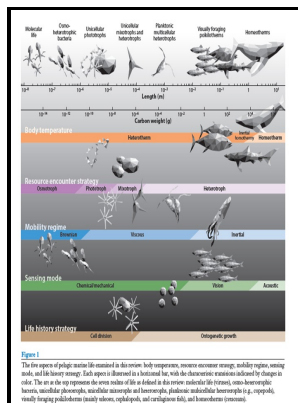 Molecular life
Osmo-heterotrophic bacteria
Unicellular phototrophs
Unicellular mixotrophs and heterotrophs
Planktonic multicellular heterotrophs
Visually foraging poikilotherms
Homeotherms
Length (m)
Carbon weight (g)
Body temperature
Heterotherm
Inertial homeothermy
Homeotherm
Resource encounter strategy
Osmotroph
Phototroph
Mixotroph
Heterotroph
Mobility regime
Brownian
Viscous
Inertial
Sensing mode
Chemical/mechanical
Vision
Acoustic
Life history strategy
Cell division
Ontogenetic growth
Figure 1
The five aspects of pelagic marine life examined in this review: body temperature, resource encounter strategy, mobility regime, sensing
mode, and life history strategy. Each aspect is illustrated in a horizontal bar, with the characteristic transitions indicated by changes in
color. The art at the top represents the seven realms of life as defined in this review: molecular life (viruses), osmo-heterotrophic
bacteria, unicellular phototrophs, unicellular mixotrophs and heterotrophs, planktonic multicellular heterotrophs (e.g., copepods),
visually foraging poikilotherms (mainly teleosts, cephalopods, and cartilaginous fish), and homeotherms (cetaceans).